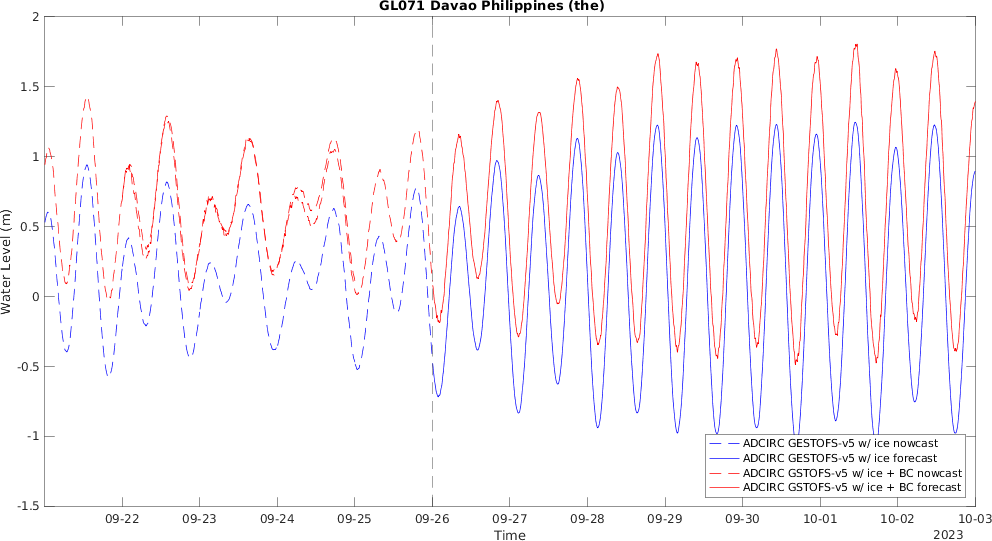 GL071 Davao Philippines (the)
2
1.5
1
0.5
0
-0.5
-1
-1.5
Water Level (m)
ADCIRC GESTOFS-v5 w/ ice nowcast
ADCIRC GESTOFS-v5 w/ ice forecast
ADCIRC GSTOFS-v5 w/ ice + BC nowcast
ADCIRC GSTOFS-v5 w/ ice + BC forecast
09-22 09-23 09-24 09-25 09-26 09-27 09-28 09-29 09-30 10-01 10-02 10-03
Time
2023